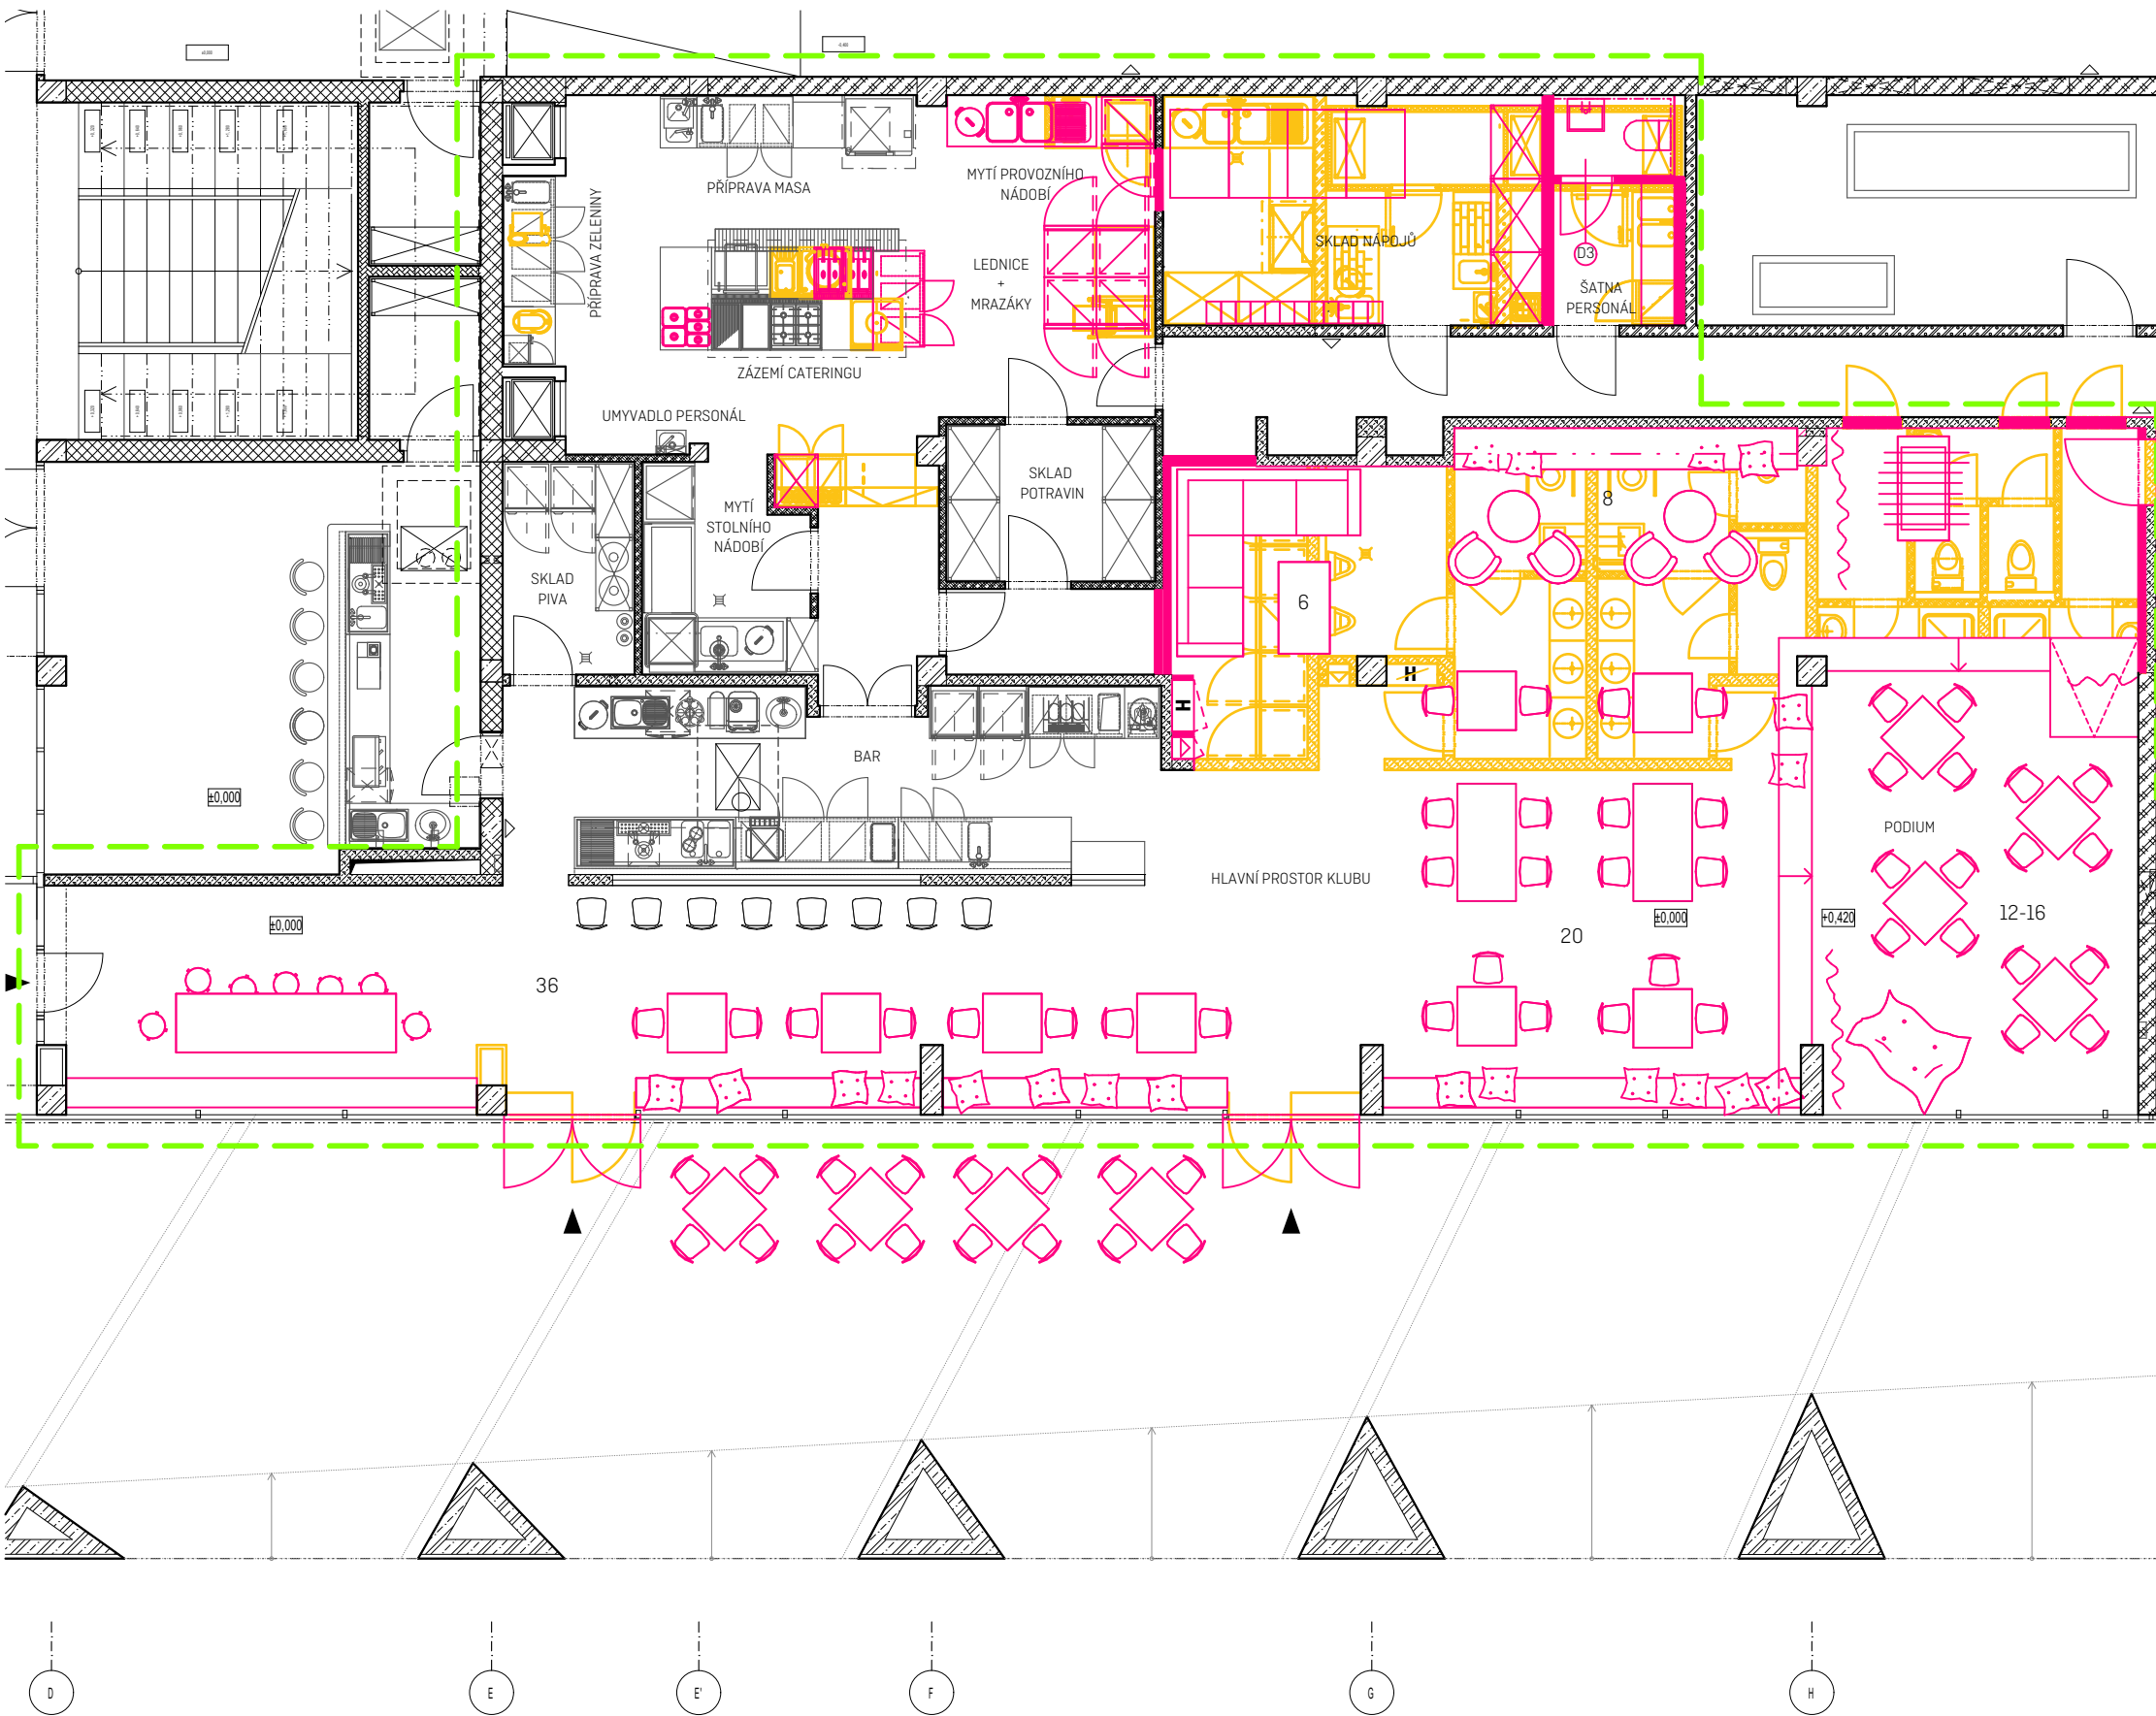 PŘÍPRAVA MASA
MYTÍ PROVOZNÍHO
NÁDOBÍ
PŘÍPRAVA ZELENINY
SKLAD NÁPOJŮ
LEDNICE
+
MRAZÁKY
D3
ŠATNA
PERSONÁL
ZÁZEMÍ CATERINGU
UMYVADLO PERSONÁL
SKLAD
POTRAVIN
MYTÍ
STOLNÍHO
NÁDOBÍ
SKLAD
PIVA
8
6
H
H
BAR
±0,000
PODIUM
HLAVNÍ PROSTOR KLUBU
±0,000
±0,000
+0,420
12-16
20
36
D
E
E'
F
G
H